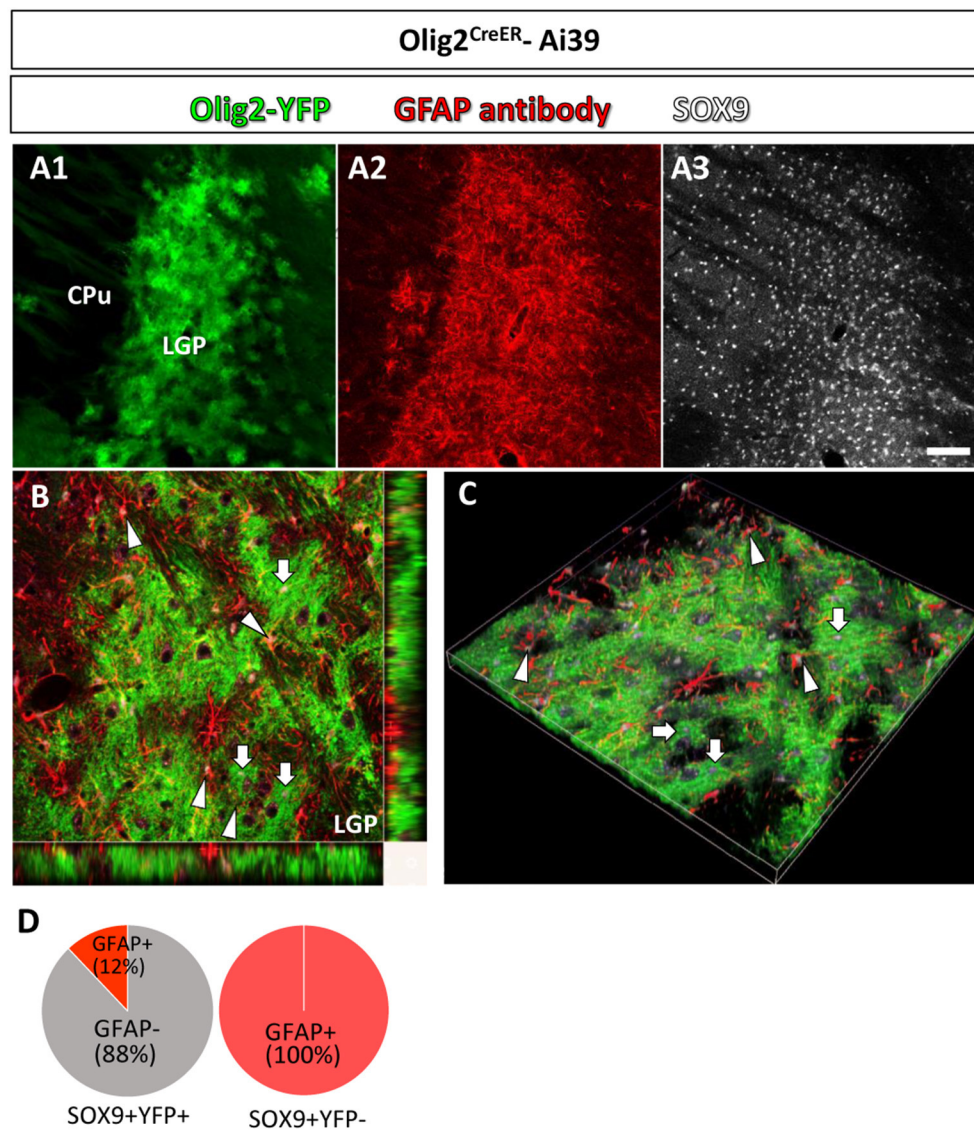 Olig2CreER- Ai39
Olig2-YFP GFAP antibody SOX9
A1 A2 A3
CPu
LGP
B C
LGP
D
GFAP+
(12%)
GFAP-
(88%)
GFAP+
(100%)
SOX9+YFP+ SOX9+YFP-